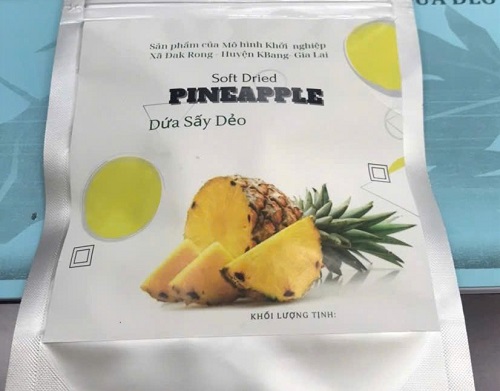 Sản phẩm của Mô hình Khởi nghiệp
Xã Đak Rong - Huyện KBang- Gia Lai
Soft Dried
PINEAPPLE
Dứa Sấy Dẻo
KHỐI LƯỢNG TỊNH:
DẺO